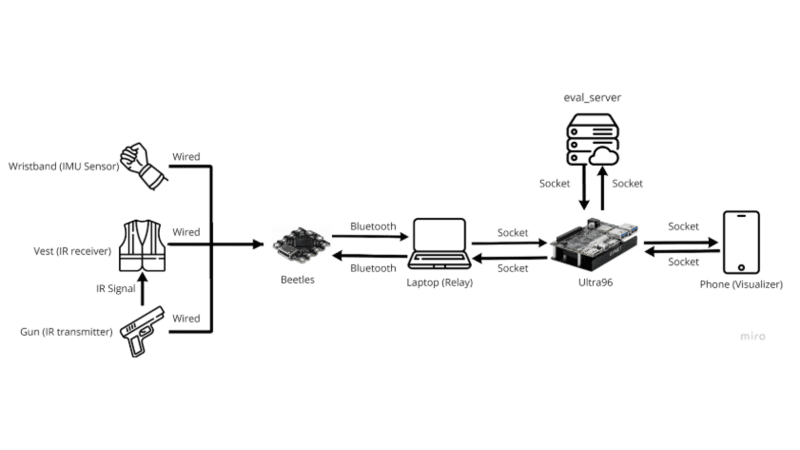 eval_server
Wired
Wristband (IMU Sensor)
Socket
Socket
Wired
Bluetooth
Socket
Socket
Vest (IR receiver)
Bluetooth
Socket
Socket
Beetles
Laptop (Relay)
Ultra96
Phone (Visualizer)
IR Signal
Wired
Gun (IR transmitter)
miro